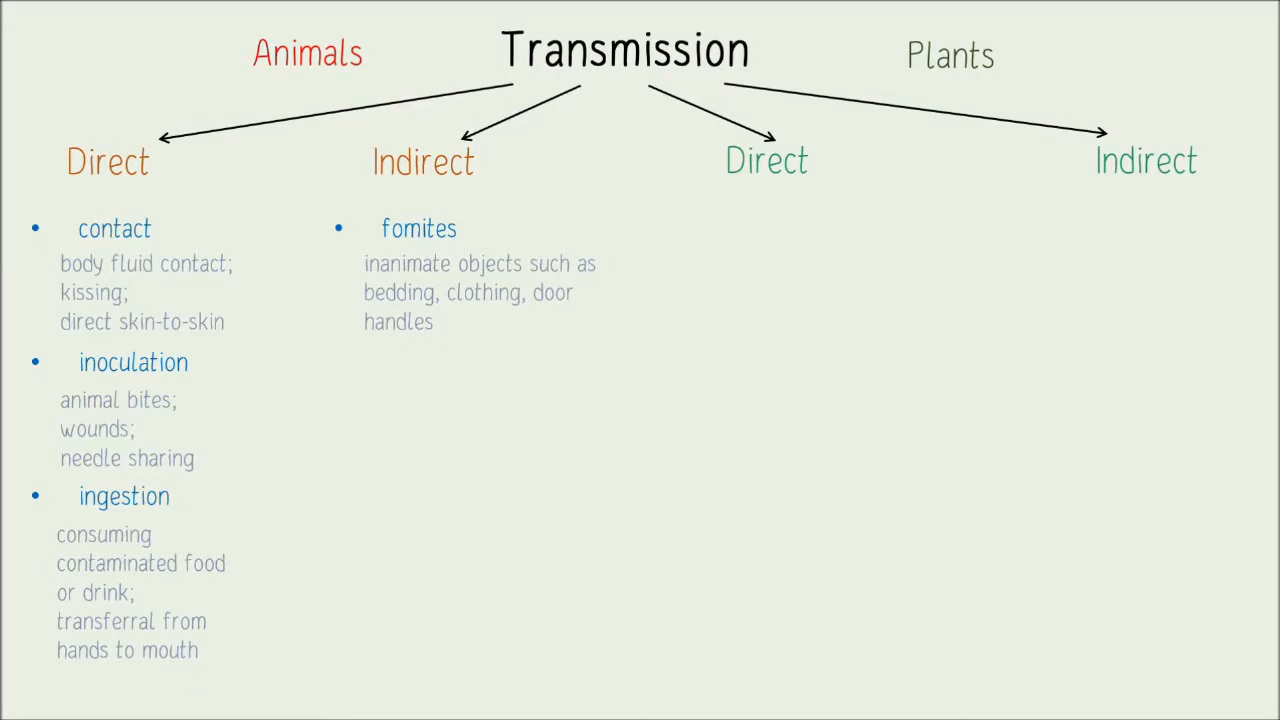 Animals
Transmission
Plants
Direct
Indirect
Direct
Indirect
• contact
body fluid contact;
kissing;
direct skin-to-skin
• inoculation
animal bites;
wounds;
needle sharing
• ingestion
consuming
contaminated food
or drink;
transferral from
hands to mouth
• fomites
inanimate objects such as
bedding, clothing, door
handles